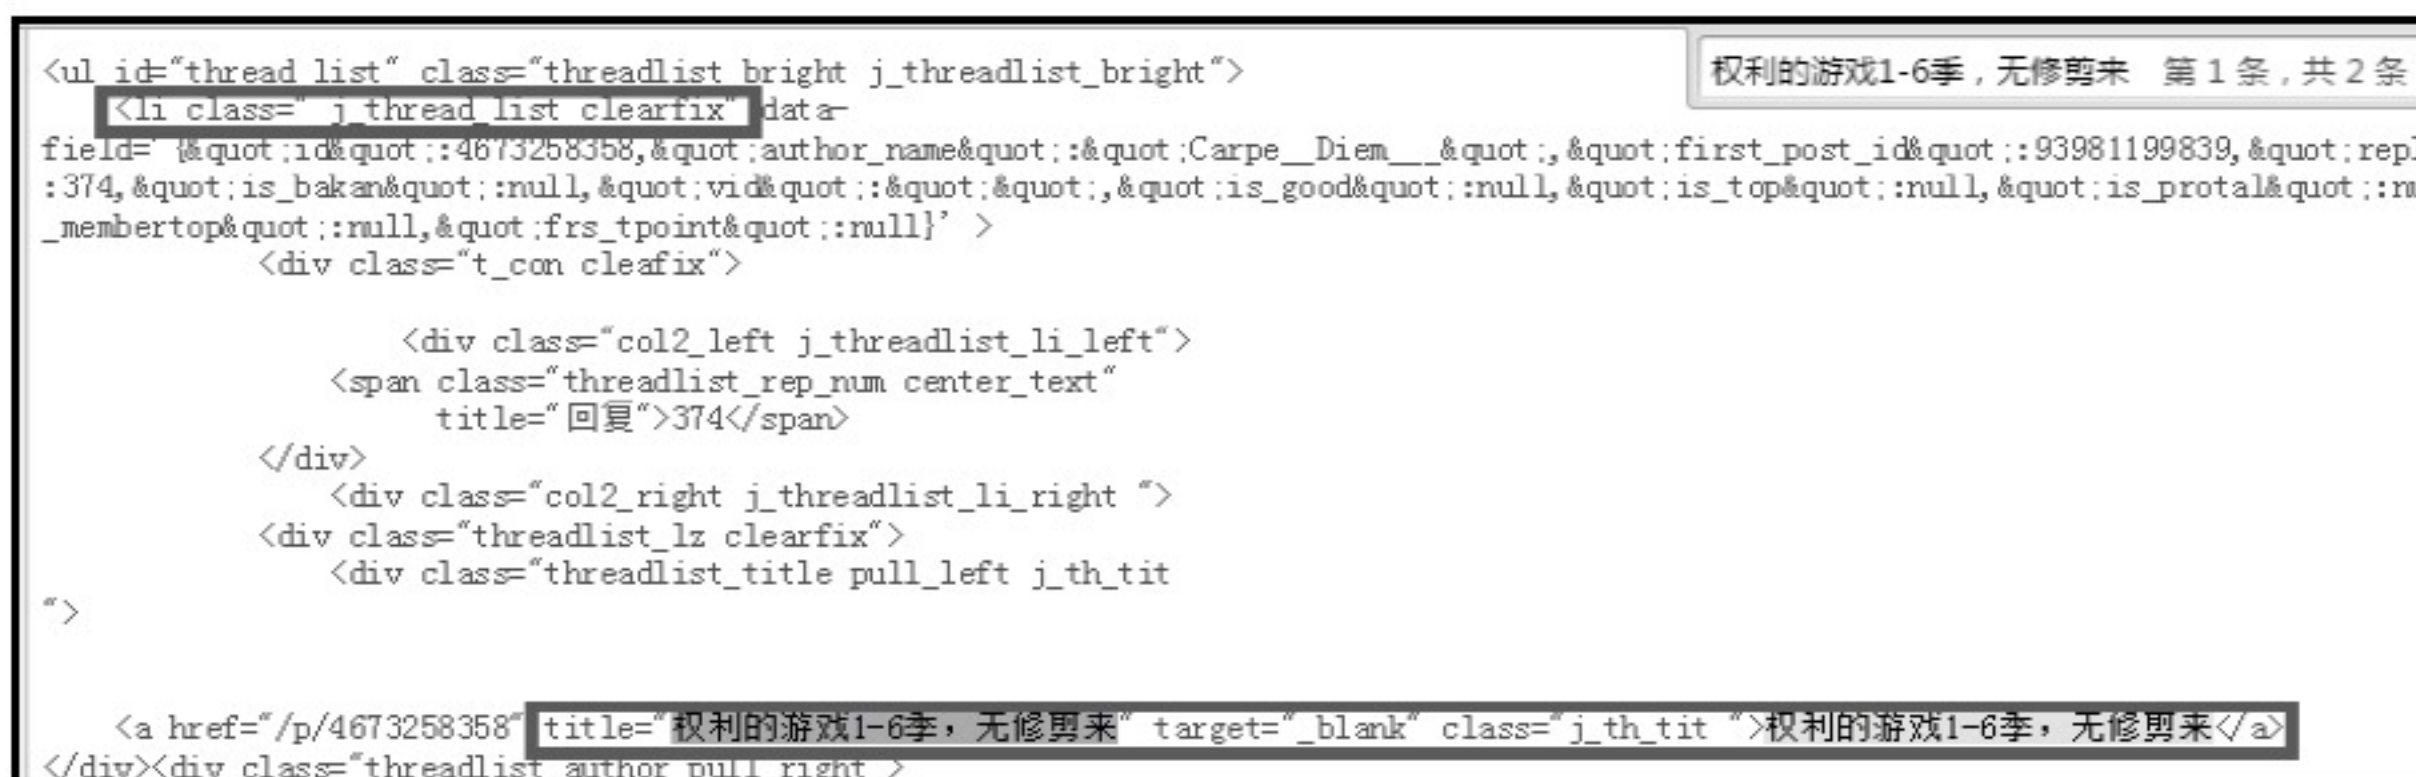 <ul id="thread_list" class="threadlist_bright j_threadlist_bright">
权利的游戏1-6季，无修剪来 第 1 条，共 2 条
<li class=" j_thread_list clearfix" data-
field='{&quot;id&quot;:4673258358,&quot;author_name&quot;:&quot;Carpe__Diem___&quot;,&quot;first_post_id&quot;:93981199839,&quot;repl
:374,&quot;is_bakan&quot;:null,&quot;vid&quot;:&quot;&quot;,&quot;is_good&quot;:null,&quot;is_top&quot;:null,&quot;is_protal&quot;:nu
_membertop&quot;:null,&quot;frs_tpoint&quot;:null}' >
<div class="t_con cleafix">
<div class="col2_left j_threadlist_li_left">
<span class="threadlist_rep_num center_text"
title="回复">374</span>
</div>
<div class="col2_right j_threadlist_li_right ">
<div class="threadlist_lz clearfix">
<div class="threadlist_title pull_left j_th_tit
">
<a href="/p/4673258358" title="权利的游戏1-6季，无修剪来" target="_blank" class="j_th_tit ">权利的游戏1-6季，无修剪来</a>
</div><div class="threadlist_author pull_right">